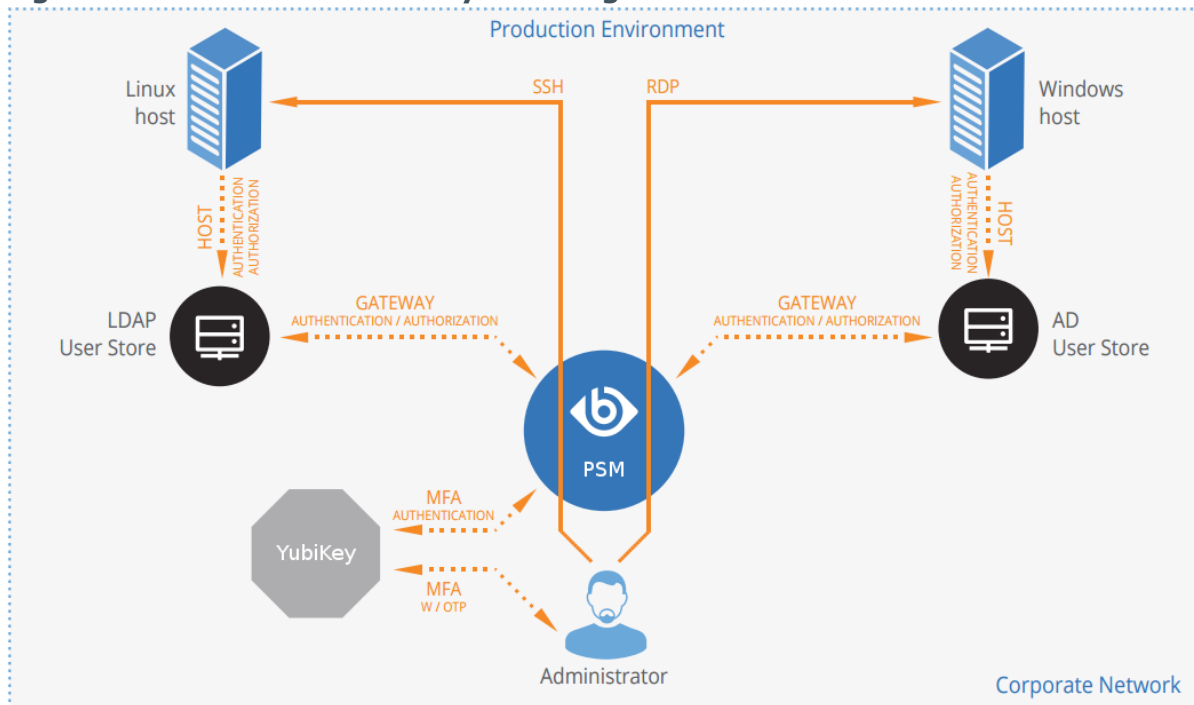 Production Environment
SSH
RDP
Linux
host
Windows
host
HOST
AUTHENTICATION
AUTHORIZATION
HOST
AUTHENTICATION
AUTHORIZATION
LDAP
User Store
GATEWAY
AUTHENTICATION / AUTHORIZATION
GATEWAY
AUTHENTICATION / AUTHORIZATION
AD
User Store
PSM
MFA
AUTHENTICATION
YubiKey
MFA
W / OTP
Administrator
Corporate Network